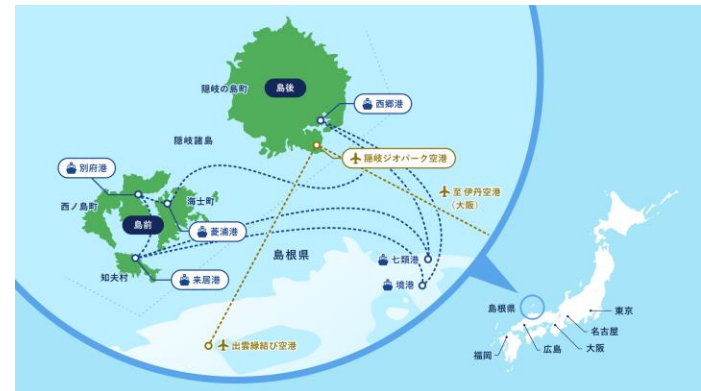 隠岐の島町
島後
西郷港
隠岐諸島
隠岐ジオパーク空港
別府港
至 伊丹空港
（大阪）
西ノ島町
海士町
島前
菱浦港
島根県
七類港
知夫村
来居港
境港
出雲縁結び空港
島根県
東京
名古屋
福岡
広島
大阪